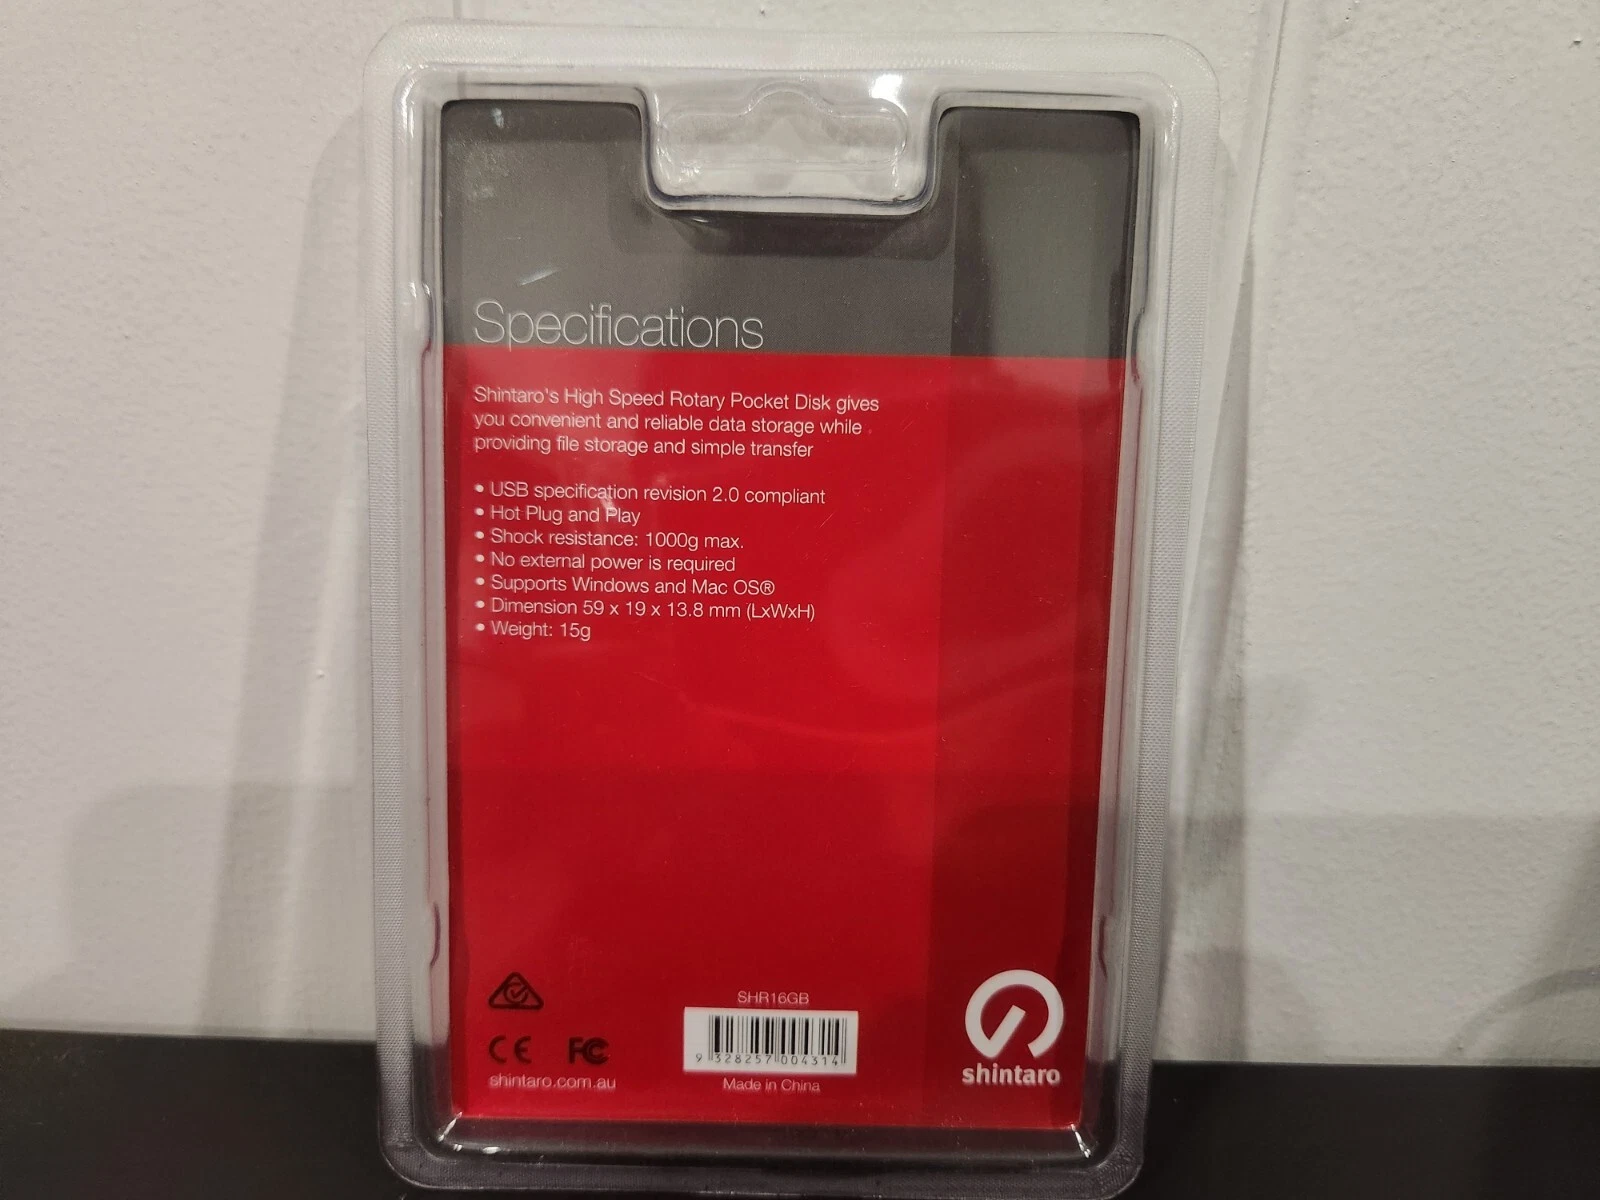 Specifications
Shintaro's High Speed Rotary Pocket Disk gives
you convenient and reliable data storage while
providing file storage and simple transfer
• USB specification revision 2.0 compliant
• Hot Plug and Play
• Shock resistance: 1000g max.
• No external power is required
• Supports Windows and Mac OS®
• Dimension 59 x 19 x 13.8 mm (LxWxH)
• Weight: 15g
SHR16GB
9 328257 004314
Made in China
CE FC
shintaro.com.au
shintaro